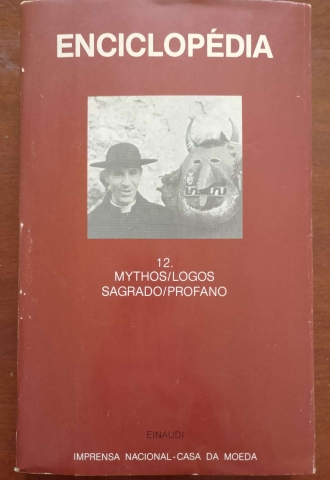 ENCICLOPÉDIA
12.
MYTHOS/LOGOS
SAGRADO/PROFANO
EINAUDI
IMPRENSA NACIONAL-CASA DA MOEDA